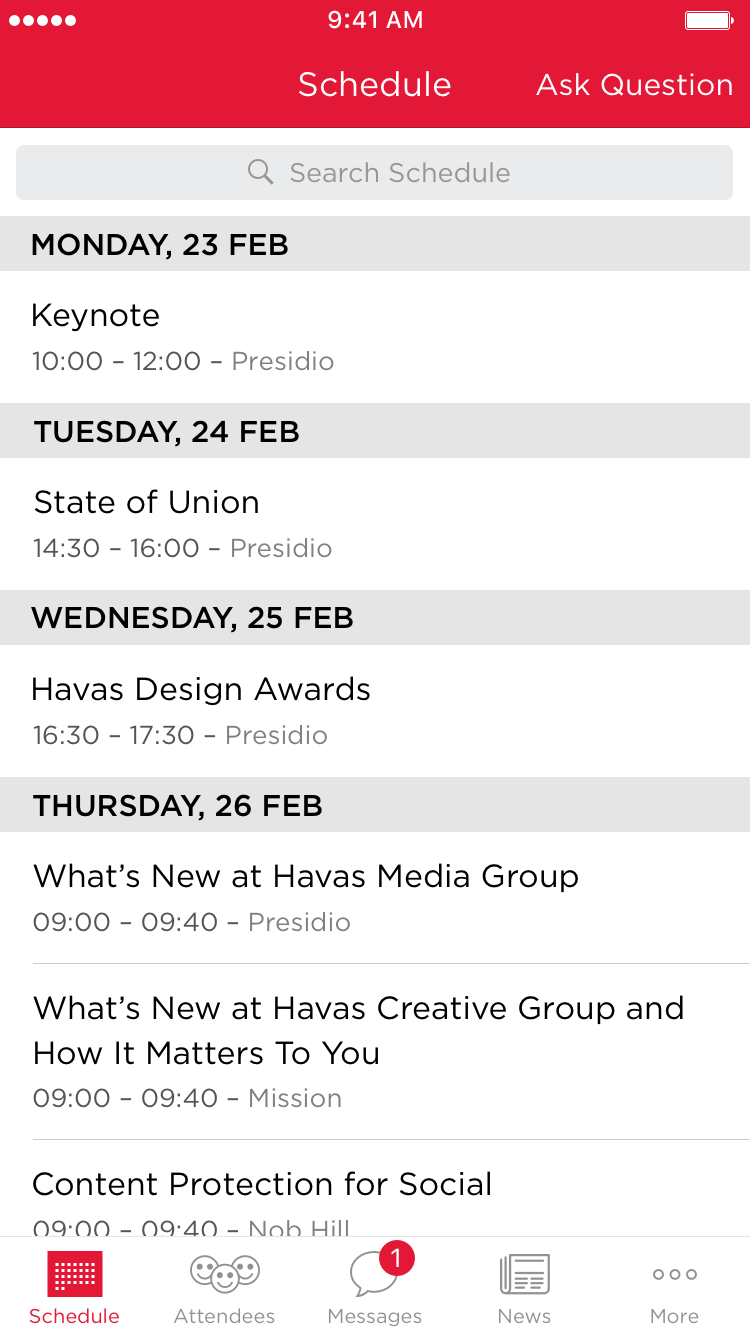 9:41 AM
Schedule
Ask Question
Search Schedule
MONDAY, 23 FEB
Keynote
10:00 – 12:00 – Presidio
TUESDAY, 24 FEB
State of Union
14:30 – 16:00 – Presidio
WEDNESDAY, 25 FEB
Havas Design Awards
16:30 – 17:30 – Presidio
THURSDAY, 26 FEB
What’s New at Havas Media Group
09:00 – 09:40 – Presidio
What’s New at Havas Creative Group and
How It Matters To You
09:00 – 09:40 – Mission
Content Protection for Social
09:00 – 09:40 – Nob Hill
1
Schedule
Attendees
Messages
News
More